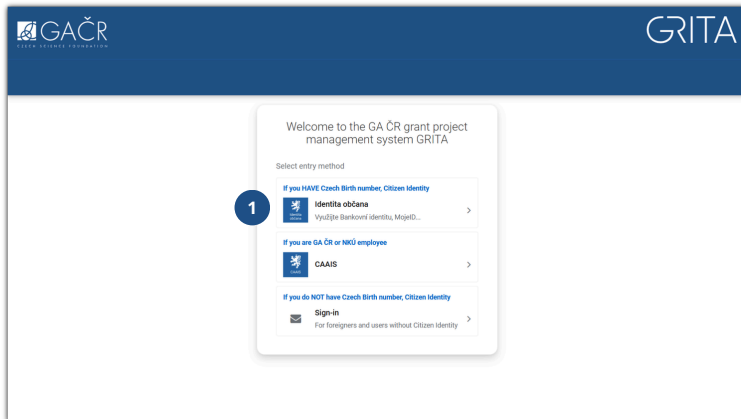 GAČR
CZECH SCIENCE FOUNDATION
GRITA
Welcome to the GA ČR grant project
management system GRITA
Select entry method
If you HAVE Czech Birth number, Citizen Identity
1
Identita občana
Identita občana
Využijte Bankovní identitu, MojeID...
If you are GA ČR or NKÚ employee
CAAIS
CAAIS
If you do NOT have Czech Birth number, Citizen Identity
Sign-in
For foreigners and users without Citizen Identity